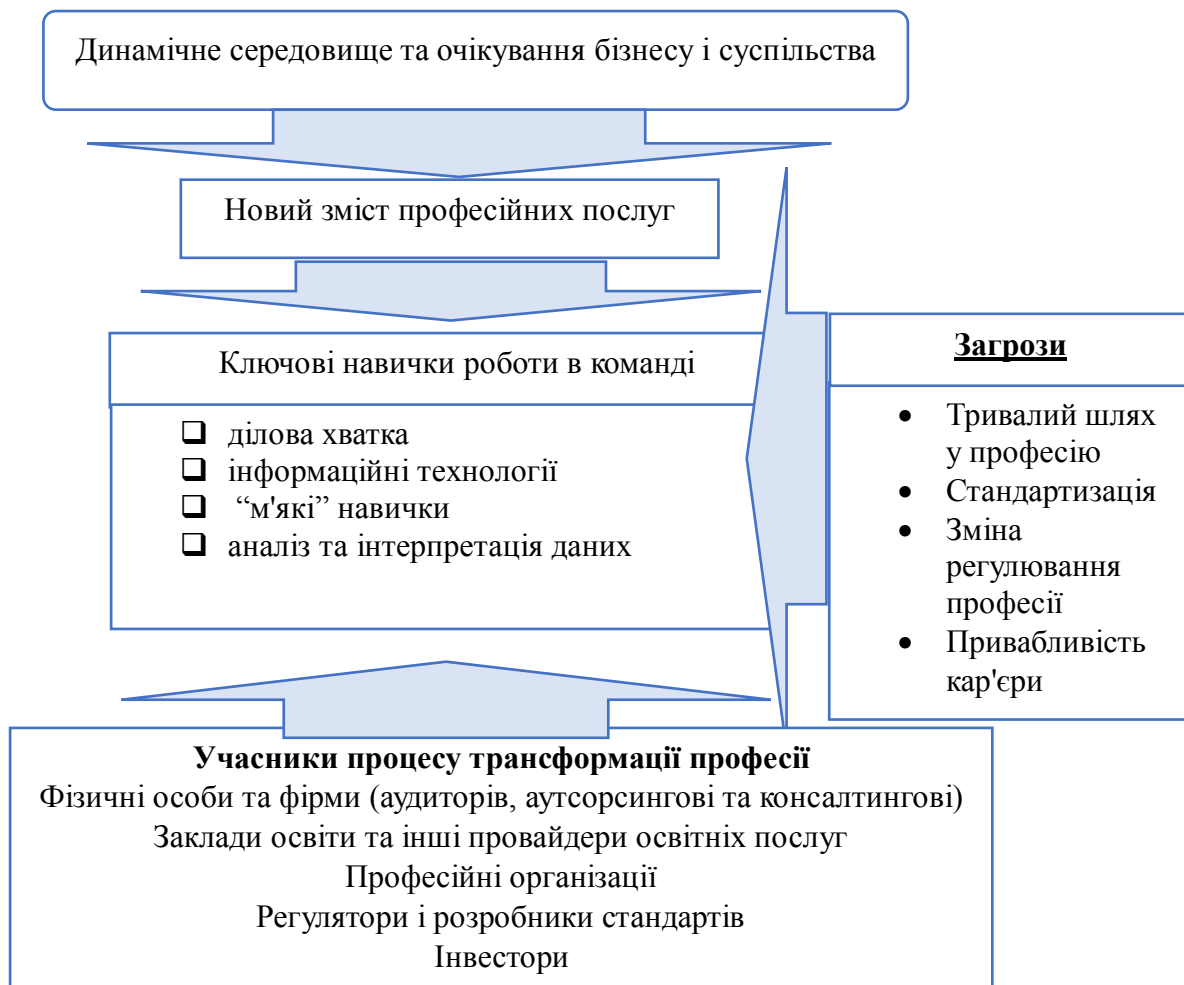 Динамічне середовище та очікування бізнесу і суспільства
Новий зміст професійних послуг
Ключові навички роботи в команді
ділова хватка
інформаційні технології
“м'які” навички
аналіз та інтерпретація даних
Загрози
Тривалий шлях
у професію
Стандартизація
Зміна
регулювання
професії
Привабливість
кар'єри
Учасники процесу трансформації професії
Фізичні особи та фірми (аудиторів, аутсорсингові та консалтингові)
Заклади освіти та інші провайдери освітніх послуг
Професійні організації
Регулятори і розробники стандартів
Інвестори